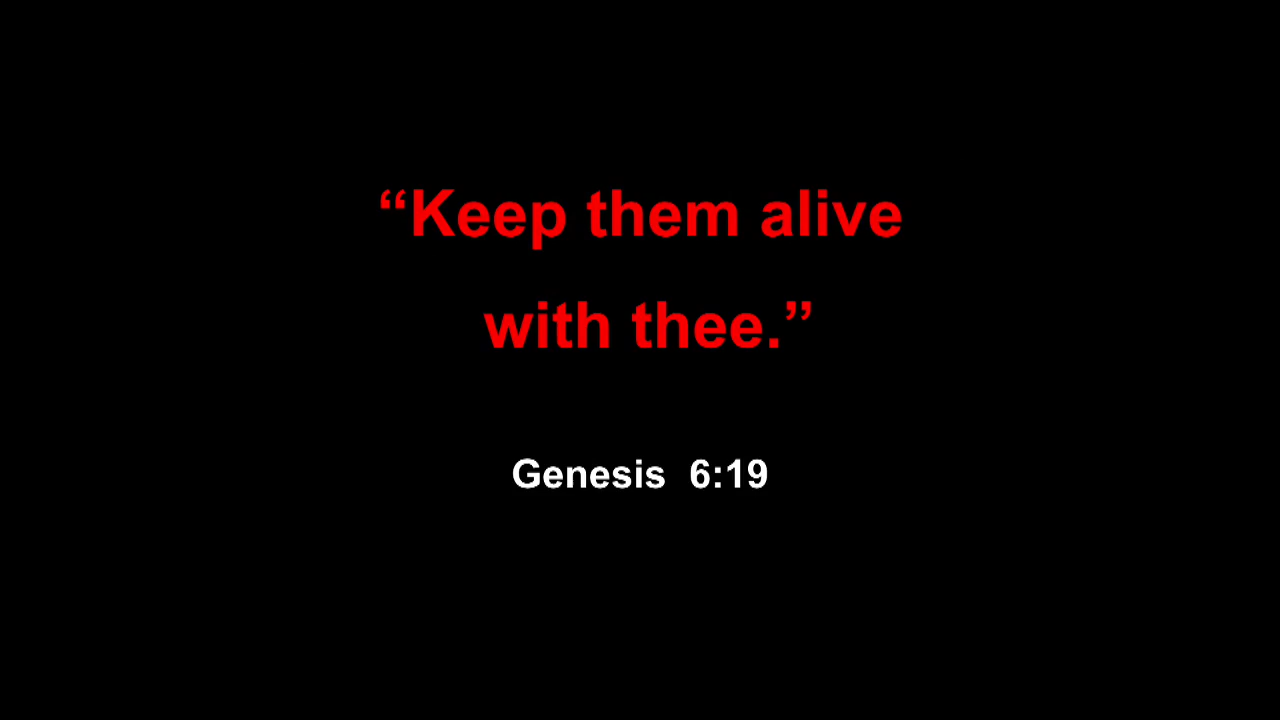 “Keep them alive
with thee.”
Genesis 6:19